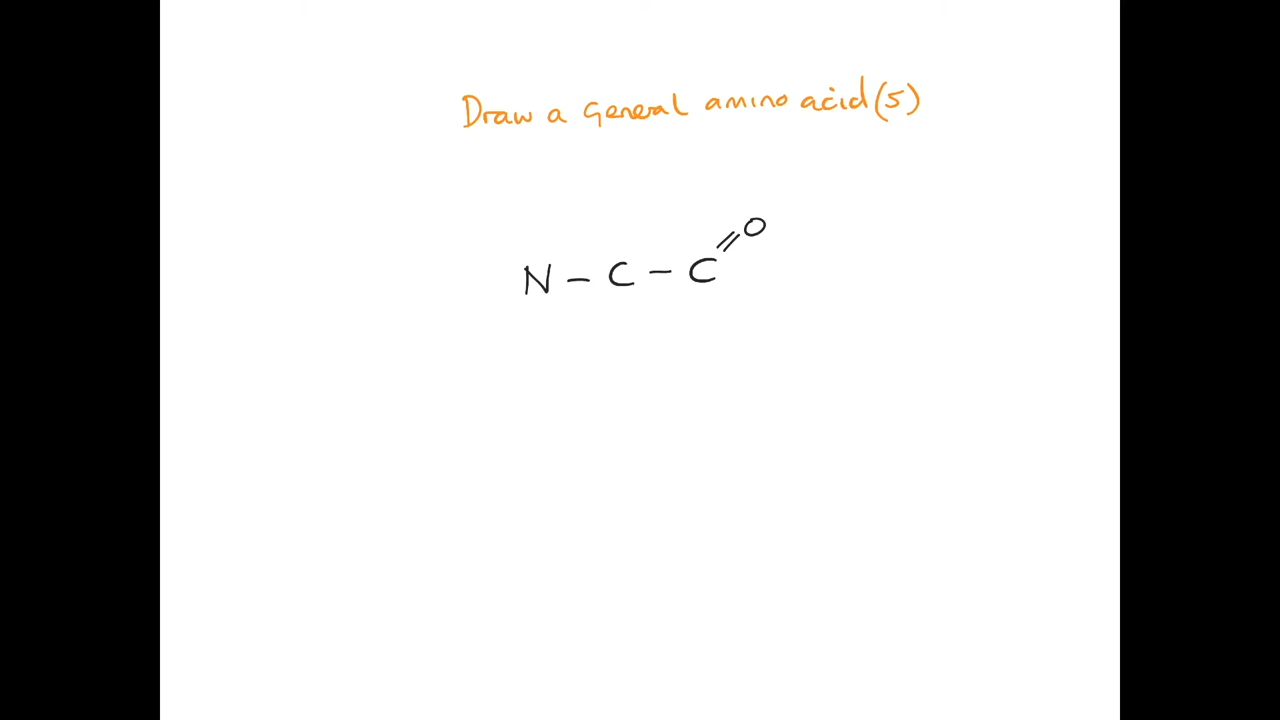 Draw a general amino acid (5)
O
N - C - C